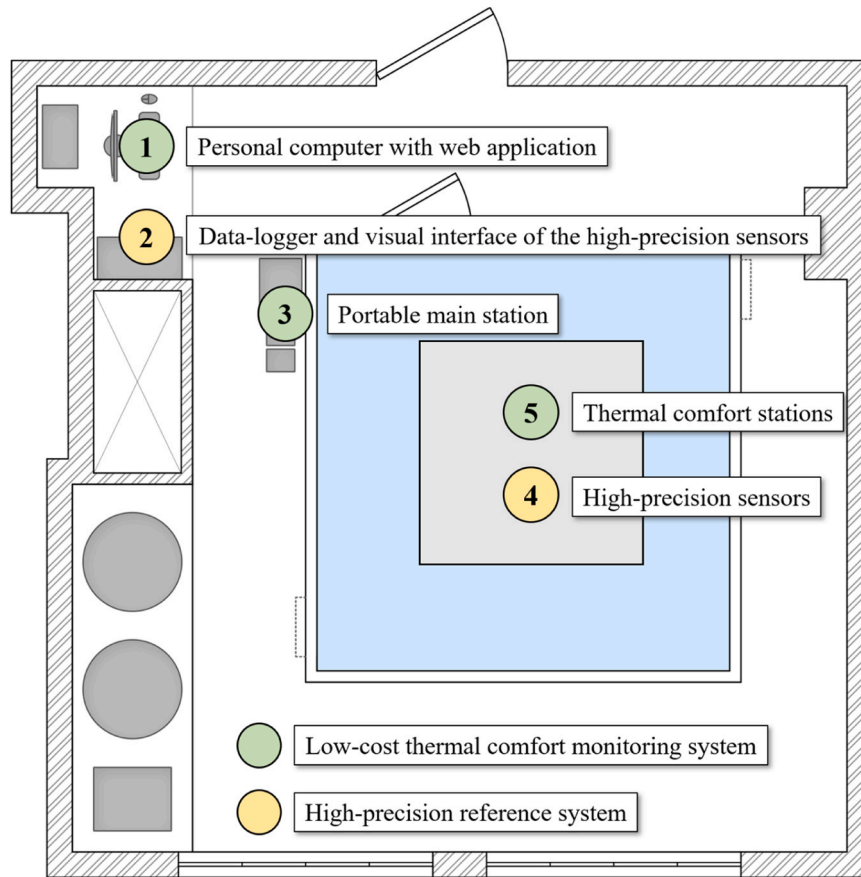 1 Personal computer with web application
2 Data-logger and visual interface of the high-precision sensors
3 Portable main station
5 Thermal comfort stations
4 High-precision sensors
Low-cost thermal comfort monitoring system
High-precision reference system